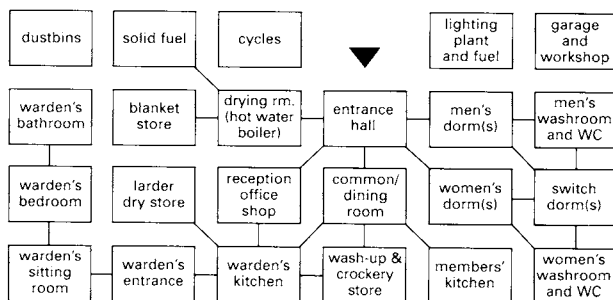 dustbins
solid fuel
cycles
lighting
plant
and fuel
garage
and
workshop
warden's
bathroom
blanket
store
drying rm.
(hot water
boiler)
entrance
hall
men's
dorm(s)
men's
washroom
and WC
warden's
bedroom
larder
dry store
reception
office
shop
common/
dining
room
women's
dorm(s)
switch
dorm(s)
warden's
sitting
room
warden's
entrance
warden's
kitchen
wash-up &
crockery
store
members'
kitchen
women's
washroom
and WC